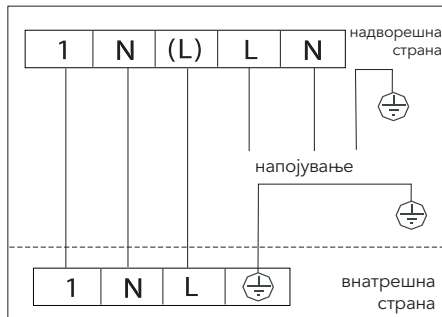 1 N (L) L N
надворешна
страна
напојување
1 N L
внатрешна
страна